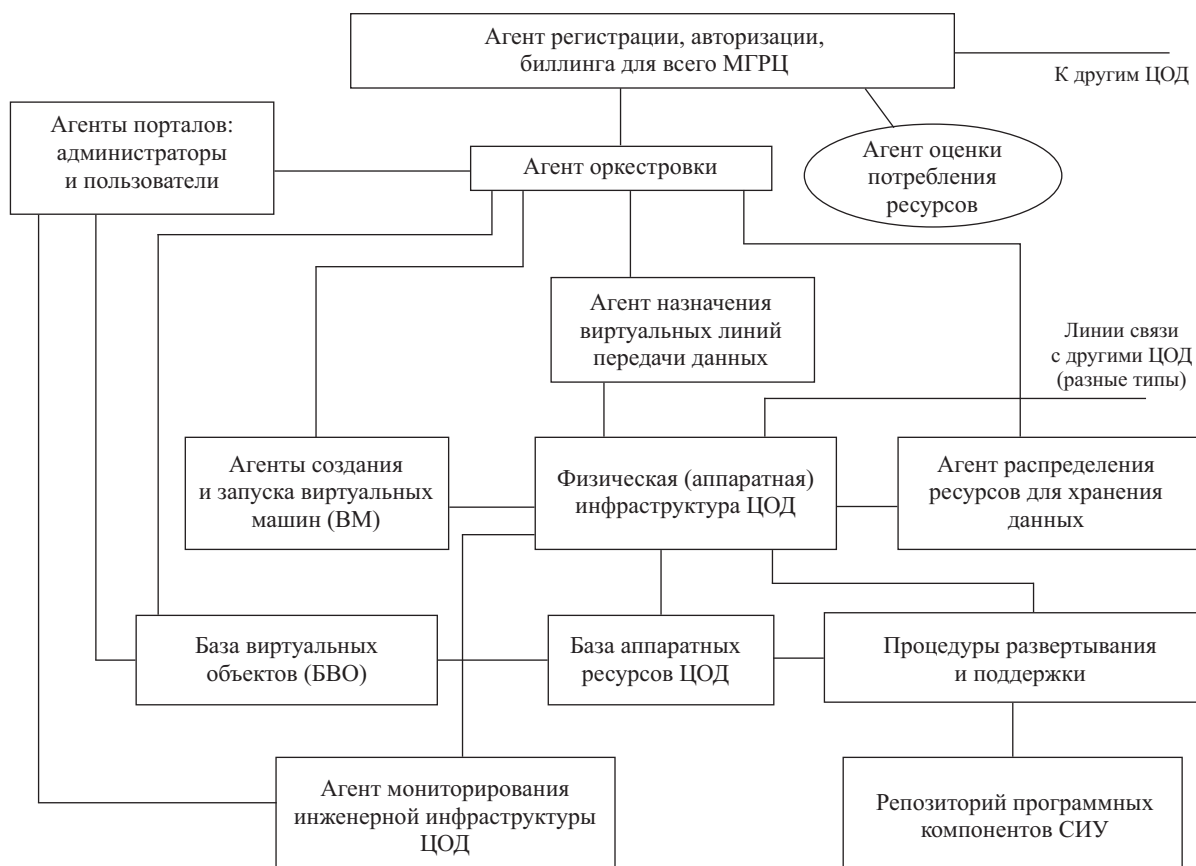 Агент регистрации, авторизации,
биллинга для всего МГРЦ
К другим ЦОД
Агенты порталов:
администраторы
и пользователи
Агент оркестровки
Агент оценки
потребления
ресурсов
Агент назначения
виртуальных линий
передачи данных
Линии связи
с другими ЦОД
(разные типы)
Агенты создания
и запуска виртуальных
машин (ВМ)
Физическая (аппаратная)
инфраструктура ЦОД
Агент распределения
ресурсов для хранения
данных
База виртуальных
объектов (БВО)
База аппаратных
ресурсов ЦОД
Процедуры развертывания
и поддержки
Агент мониторирования
инженерной инфраструктуры
ЦОД
Репозиторий программных
компонентов СИУ